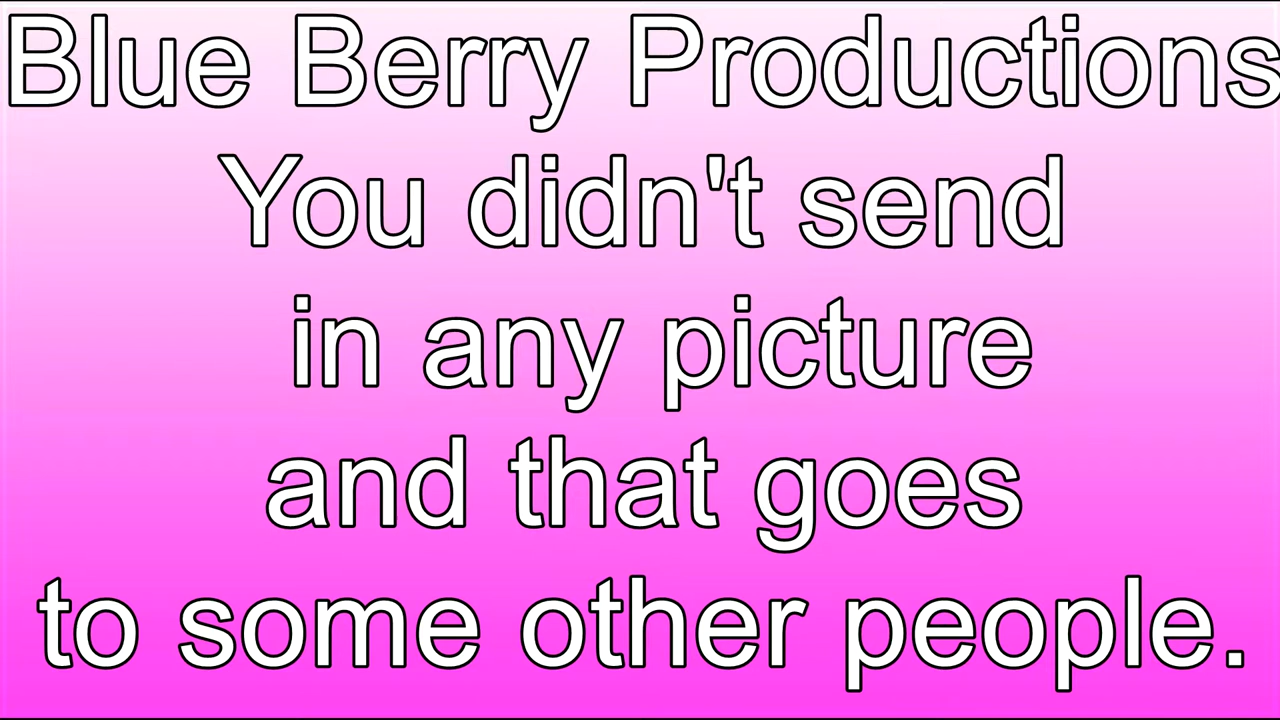 Blue Berry Productions
You didn't send
in any picture
and that goes
to some other people.